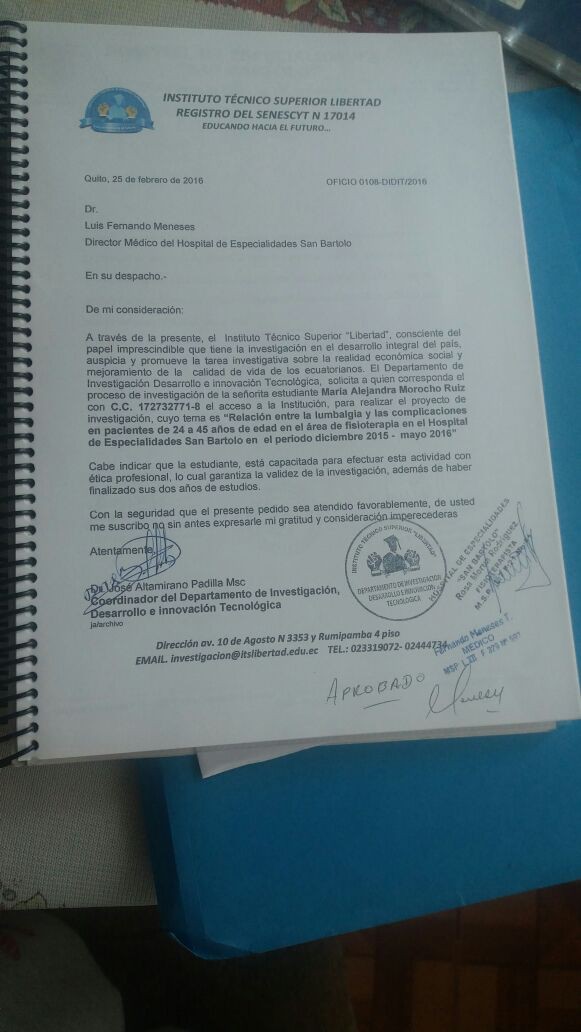 INSTITUTO TÉCNICO SUPERIOR LIBERTAD
REGISTRO DEL SENESCYT N 17014
EDUCANDO HACIA EL FUTURO...
Quito, 25 de febrero de 2016 OFICIO 0108-DIDIT/2016
Dr.
Luis Fernando Meneses
Director Médico del Hospital de Especialidades San Bartolo
En su despacho.-
De mi consideración:
A través de la presente, el Instituto Técnico Superior "Libertad", consciente del
papel imprescindible que tiene la investigación en el desarrollo integral del país,
auspicia y promueve la tarea investigativa sobre la realidad económica social y
mejoramiento de la calidad de vida de los ecuatorianos. El Departamento de
Investigación Desarrollo e innovación Tecnológica, solicita a quien corresponda el
proceso de investigación de la señorita estudiante María Alejandra Morocho Ruiz
con C.C. 172732771-8 el acceso a la Institución, para realizar el proyecto de
investigación, cuyo tema es "Relación entre la lumbalgia y las complicaciones
en pacientes de 24 a 45 años de edad en el área de fisioterapia en el Hospital
de Especialidades San Bartolo en el periodo diciembre 2015 - mayo 2016"
Cabe indicar que la estudiante, está capacitada para efectuar esta actividad con
ética profesional, lo cual garantiza la validez de la investigación, además de haber
finalizado sus dos años de estudios.
Con la seguridad que el presente pedido sea atendido favorablemente, de usted
me suscribo no sin antes expresarle mi gratitud y consideración imperecederas
Atentamente,
Dr. José Altamirano Padilla Msc
Coordinador del Departamento de Investigación,
Desarrollo e innovación Tecnológica
ja/archivo
INSTITUTO TÉCNICO SUPERIOR "LIBERTAD"
DEPARTAMENTO DE INVESTIGACIÓN
DESARROLLO E INNOVACIÓN
TECNOLÓGICA
HOSPITAL DE ESPECIALIDADES
"SAN BARTOLO"
Rosa María Rodríguez
FISIOTERAPISTA
Dirección av. 10 de Agosto N 3353 y Rumipamba 4 piso
EMAIL. investigacion@itslibertad.edu.ec TEL.: 023319072- 02444734
Fernando Meneses T.
MEDICO
APROBADO